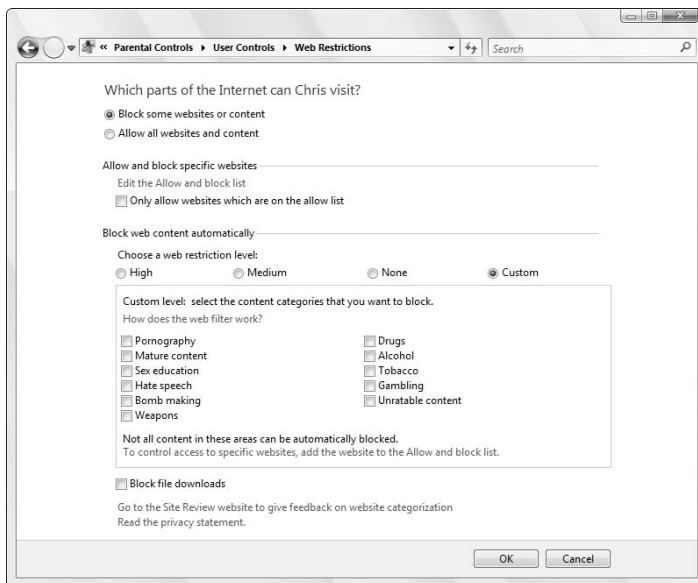 « Parental Controls ▸ User Controls ▸ Web Restrictions
Search
Which parts of the Internet can Chris visit?
Block some websites or content
Allow all websites and content
Allow and block specific websites
Edit the Allow and block list
Only allow websites which are on the allow list
Block web content automatically
Choose a web restriction level:
High Medium None Custom
Custom level: select the content categories that you want to block.
How does the web filter work?
Pornography Drugs
Mature content Alcohol
Sex education Tobacco
Hate speech Gambling
Bomb making Unratable content
Weapons
Not all content in these areas can be automatically blocked.
To control access to specific websites, add the website to the Allow and block list.
Block file downloads
Go to the Site Review website to give feedback on website categorization
Read the privacy statement.
OK Cancel